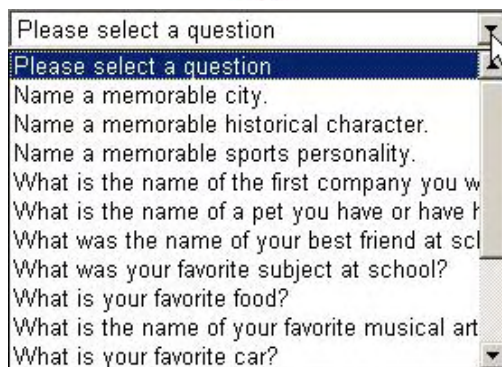 Please select a question
Please select a question
Name a memorable city.
Name a memorable historical character.
Name a memorable sports personality.
What is the name of the first company you w
What is the name of a pet you have or have h
What was the name of your best friend at scl
What was your favorite subject at school?
What is your favorite food?
What is the name of your favorite musical art
What is your favorite car?